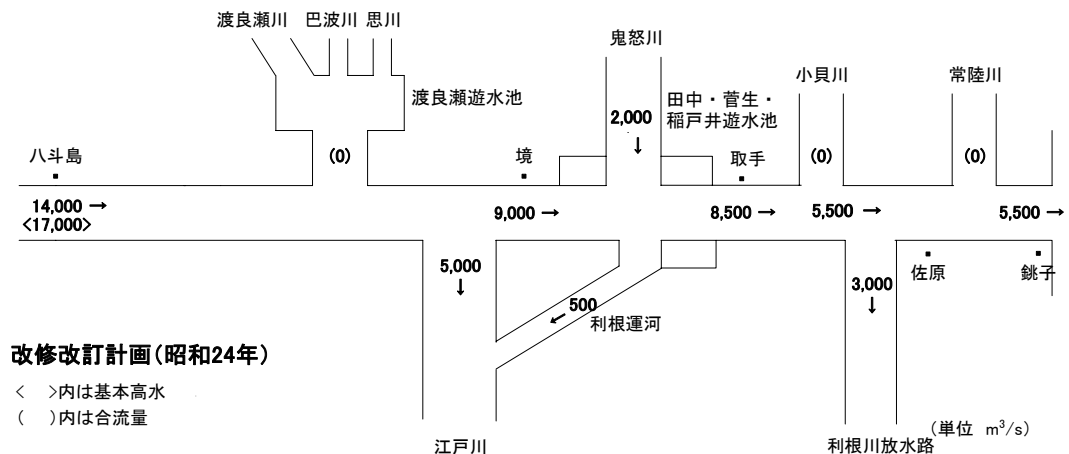 渡良瀬川
巴波川
思川
鬼怒川
小貝川
常陸川
渡良瀬遊水池
田中・菅生・
稲戸井遊水池
2,000
↓
八斗島
(0)
境
取手
(0)
(0)
14,000 →
<17,000>
9,000 →
8,500 →
5,500 →
5,500 →
5,000
↓
500
←
利根運河
3,000
↓
佐原
銚子
改修改訂計画(昭和24年)
< >内は基本高水
( )内は合流量
江戸川
利根川放水路
(単位 m³/s)